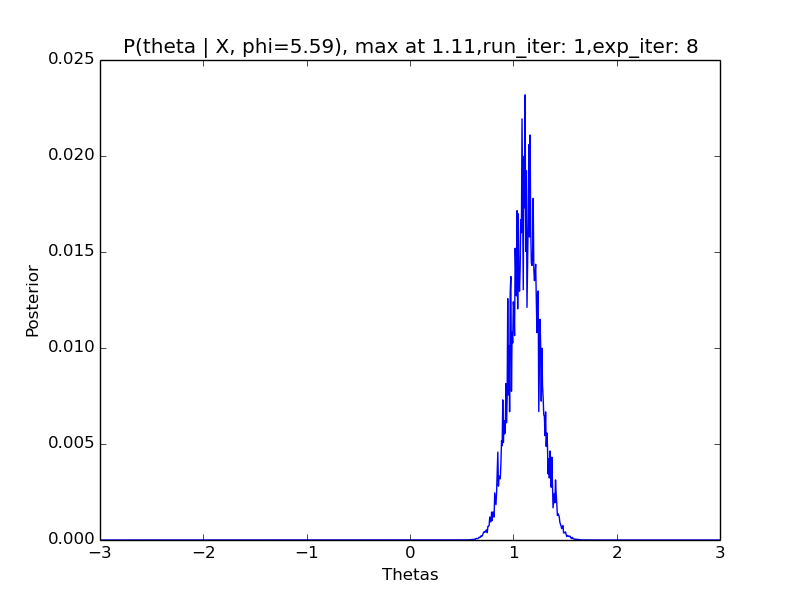 P(theta | X, phi=5.59), max at 1.11,run_iter: 1,exp_iter: 8
0.025
0.020
0.015
0.010
0.005
0.000
Posterior
−3 −2 −1 0 1 2 3
Thetas